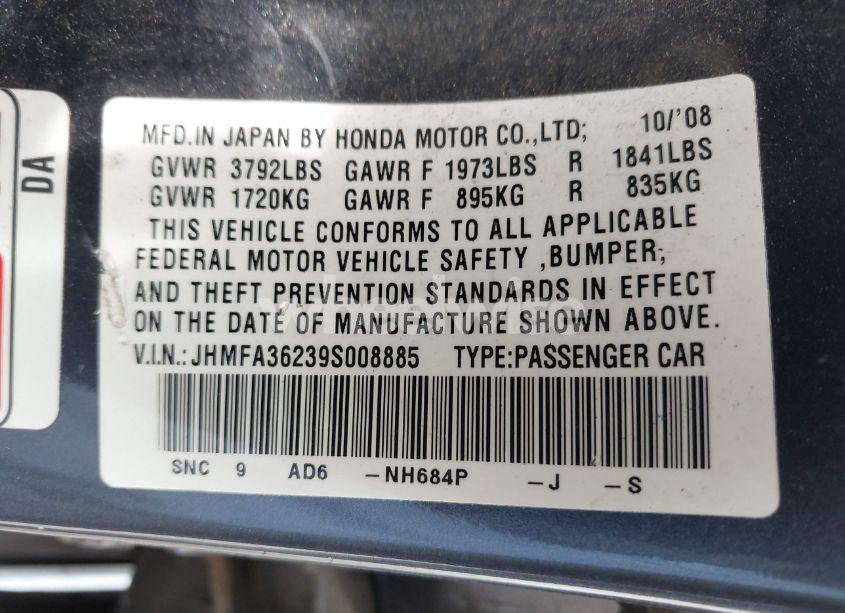 DA
MFD.IN JAPAN BY HONDA MOTOR CO.,LTD; 10/'08
GVWR 3792LBS GAWR F 1973LBS R 1841LBS
GVWR 1720KG GAWR F 895KG R 835KG
THIS VEHICLE CONFORMS TO ALL APPLICABLE
FEDERAL MOTOR VEHICLE SAFETY ,BUMPER,
AND THEFT PREVENTION STANDARDS IN EFFECT
ON THE DATE OF MANUFACTURE SHOWN ABOVE.
V.I.N.:JHMFA36239S008885 TYPE:PASSENGER CAR
SNC 9 AD6 -NH684P -J -S